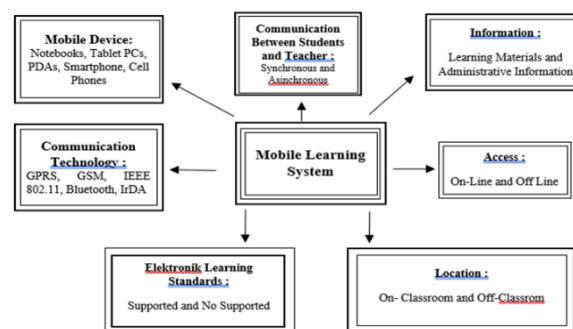 Mobile Device:
Notebooks, Tablet PCs,
PDAs, Smartphone, Cell
Phones
Communication
Between Students
and Teacher :
Synchronous and
Asinchronous
Information :
Learning Materials and
Administrative Information
Communication
Technology :
GPRS, GSM, IEEE
802.11, Bluetooth, IrDA
Mobile Learning
System
Access :
On-Line and Off Line
Elektronik Learning
Standards :
Supported and No Supported
Location :
On- Classroom and Off-Classrom